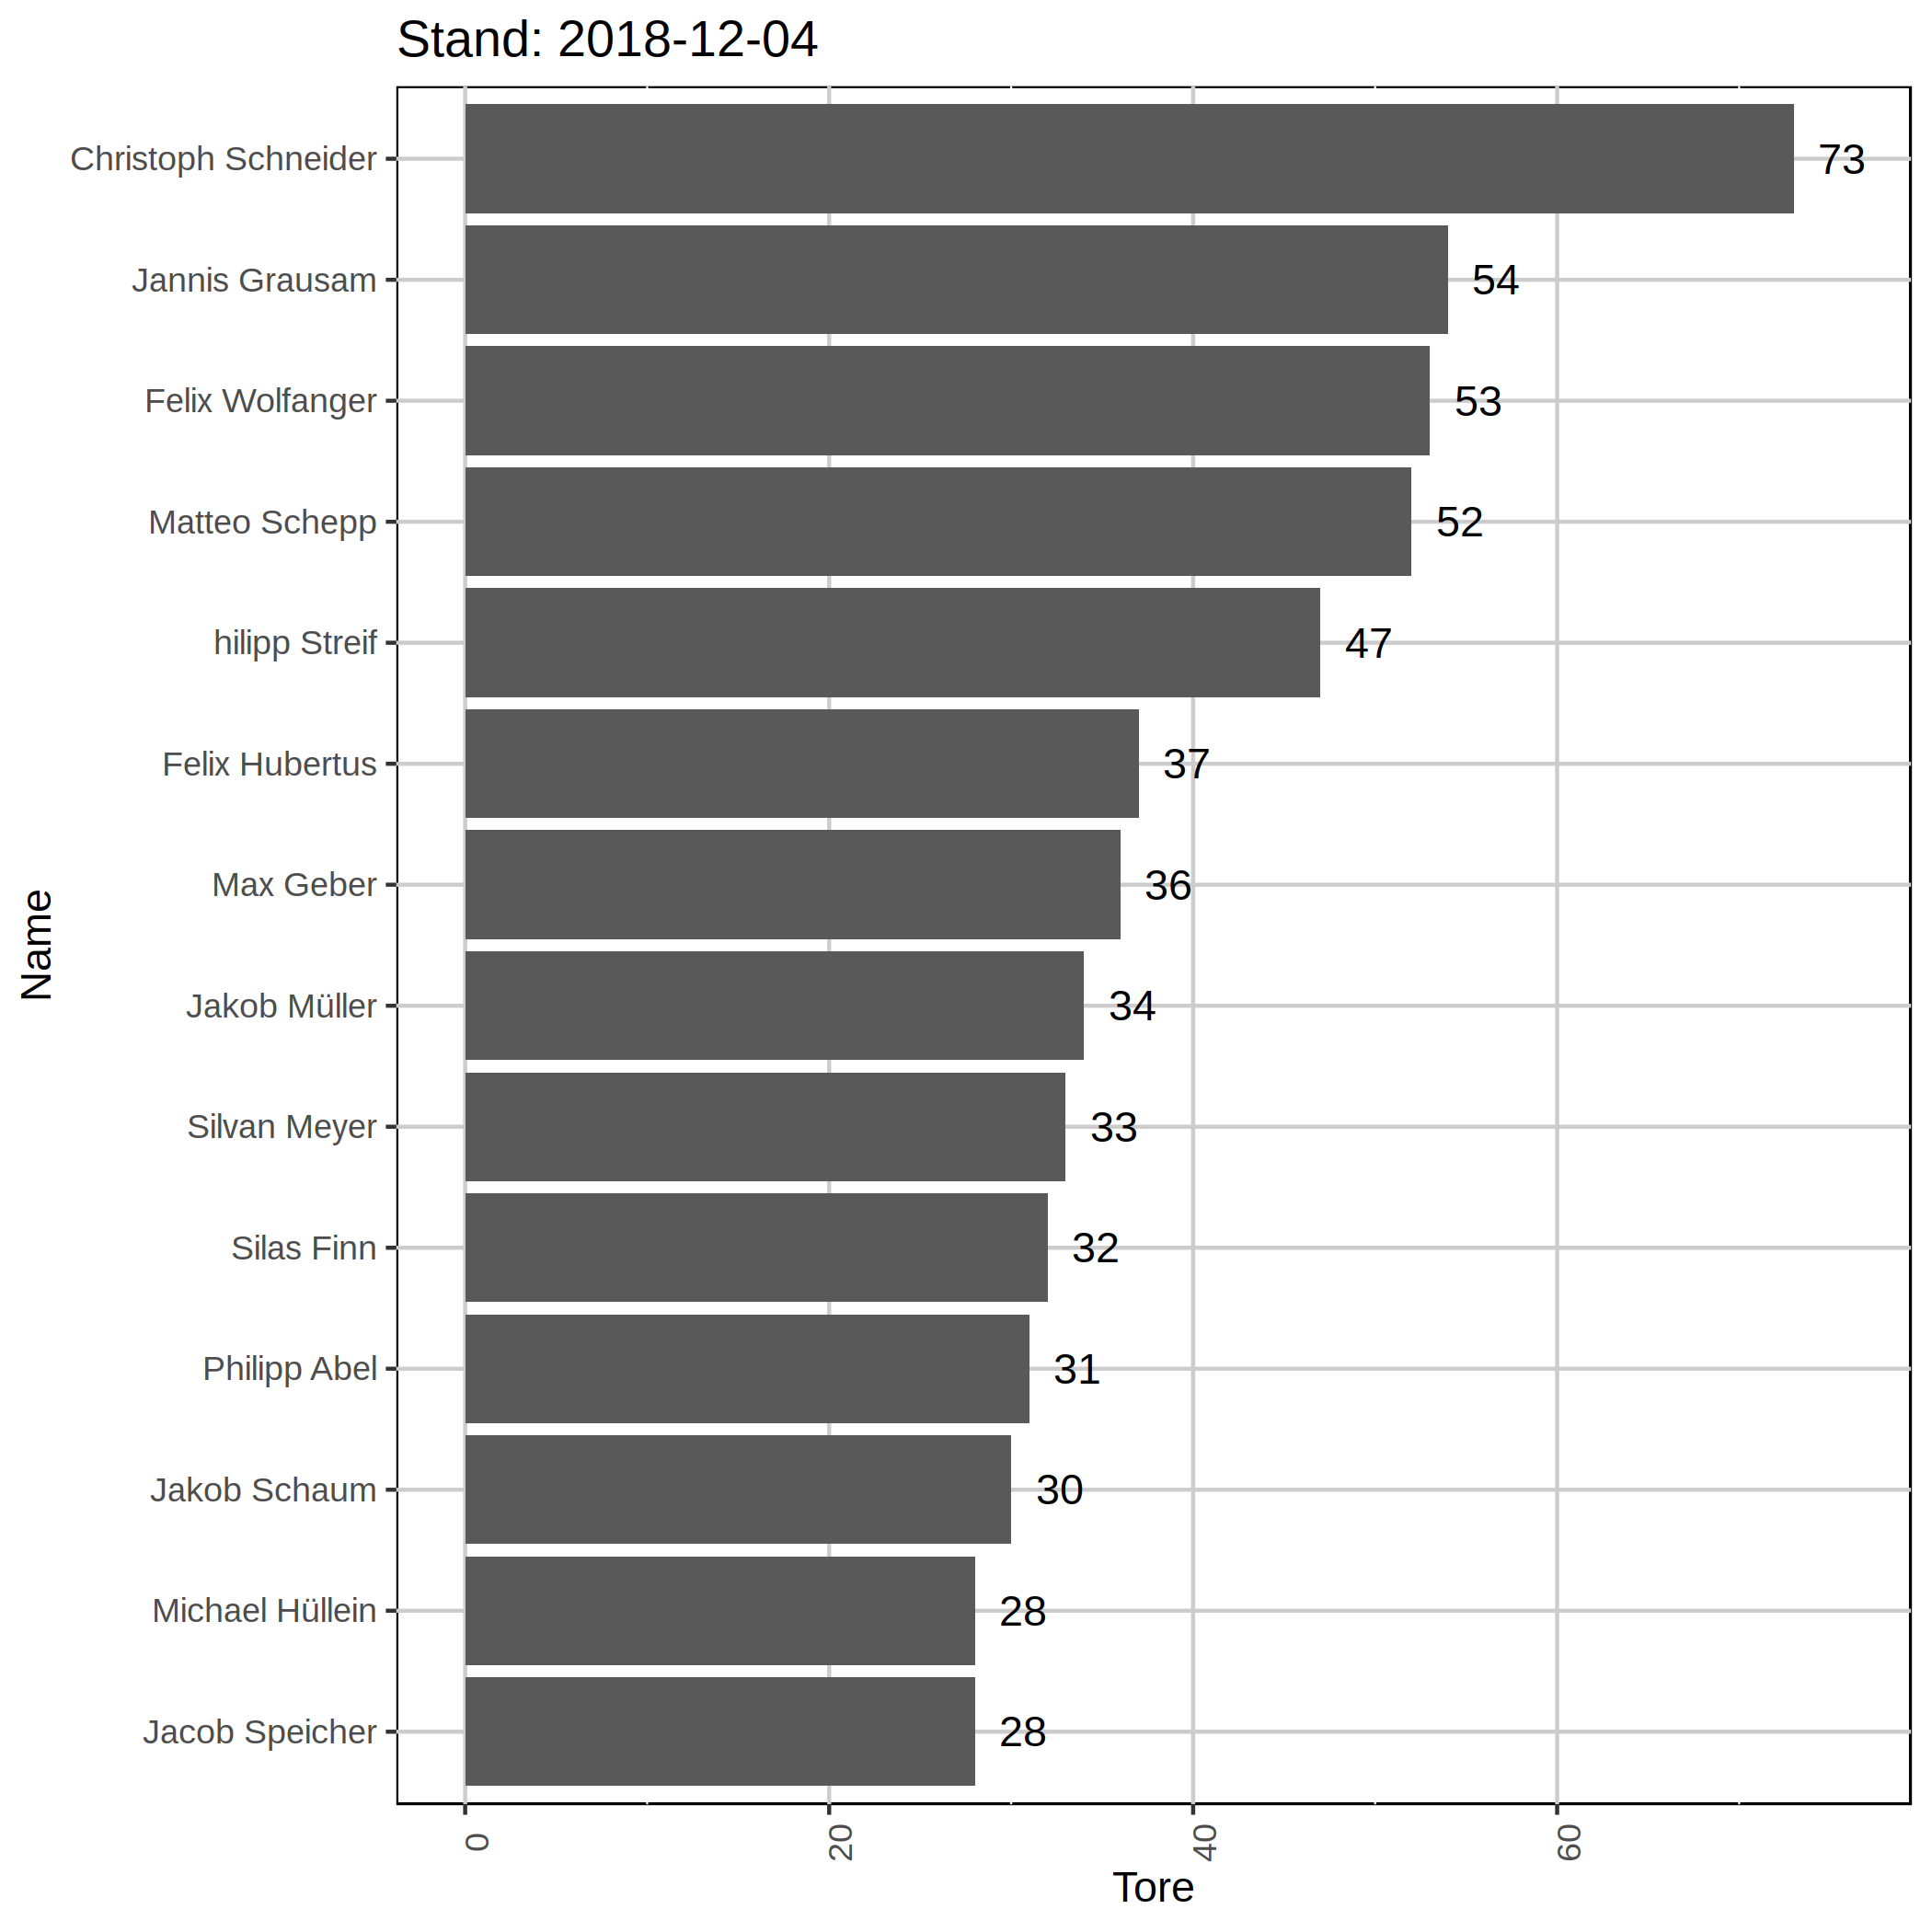 Stand: 2018-12-04
Christoph Schneider 73
Jannis Grausam 54
Felix Wolfanger 53
Matteo Schepp 52
hilipp Streif 47
Felix Hubertus 37
Max Geber 36
Jakob Müller 34
Silvan Meyer 33
Silas Finn 32
Philipp Abel 31
Jakob Schaum 30
Michael Hüllein 28
Jacob Speicher 28
Name
0 20 40 60
Tore